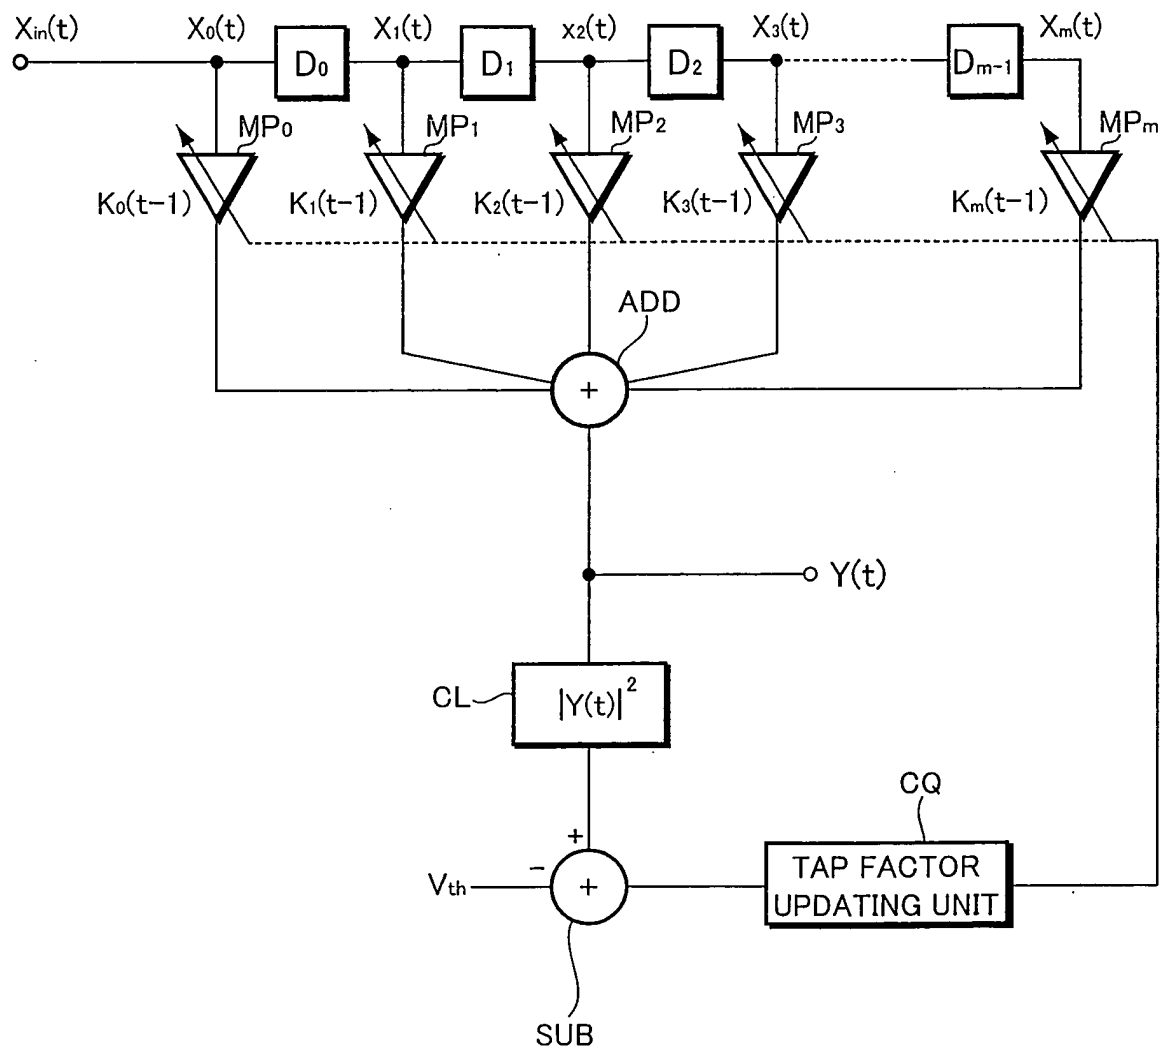 Xin(t) X0(t) D0 X1(t) D1 x2(t) D2 X3(t) Dm-1 Xm(t)
MP0 MP1 MP2 MP3 MPm
K0(t-1) K1(t-1) K2(t-1) K3(t-1) Km(t-1)
ADD
+
Y(t)
CL |Y(t)|2
CQ
+
-
Vth + TAP FACTOR
UPDATING UNIT
SUB